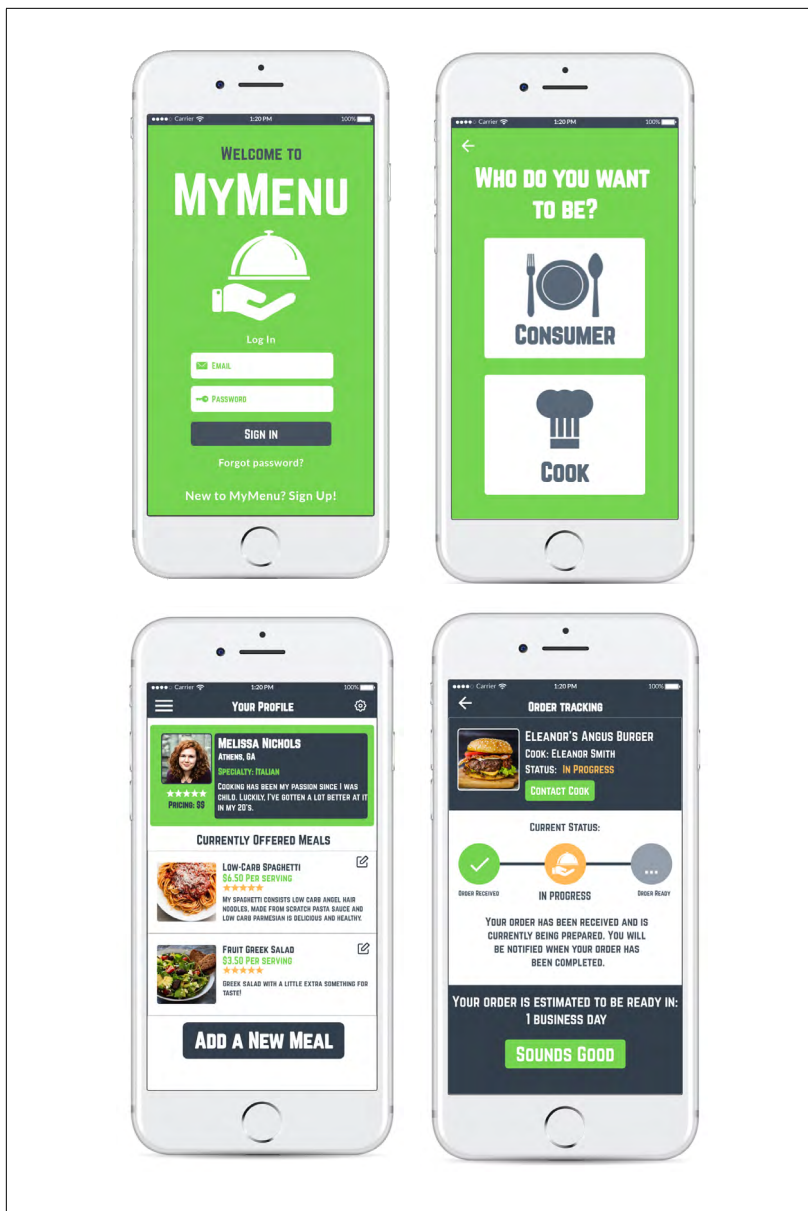 ●●●●○ Carrier 1:20 PM 100%
WELCOME TO
MYMENU
Log In
EMAIL
PASSWORD
SIGN IN
Forgot password?
New to MyMenu? Sign Up!
●●●●○ Carrier 1:20 PM 100%
WHO DO YOU WANT
TO BE?
CONSUMER
COOK
●●●●○ Carrier 1:20 PM 100%
YOUR PROFILE
MELISSA NICHOLS
ATHENS, GA
SPECIALTY: ITALIAN
COOKING HAS BEEN MY PASSION SINCE I WAS
CHILD. LUCKILY, I'VE GOTTEN A LOT BETTER AT IT
IN MY 20'S.
PRICING: $$
CURRENTLY OFFERED MEALS
LOW-CARB SPAGHETTI
$6.50 PER SERVING
MY SPAGHETTI CONSISTS LOW CARB ANGEL HAIR
NOODLES, MADE FROM SCRATCH PASTA SAUCE AND
LOW CARB PARMESIAN IS DELICIOUS AND HEALTHY.
FRUIT GREEK SALAD
$3.50 PER SERVING
GREEK SALAD WITH A LITTLE EXTRA SOMETHING FOR
TASTE!
ADD A NEW MEAL
●●●●○ Carrier 1:20 PM 100%
ORDER TRACKING
ELEANOR'S ANGUS BURGER
COOK: ELEANOR SMITH
STATUS: IN PROGRESS
CONTACT COOK
CURRENT STATUS:
ORDER RECEIVED IN PROGRESS ORDER READY
YOUR ORDER HAS BEEN RECEIVED AND IS
CURRENTLY BEING PREPARED. YOU WILL
BE NOTIFIED WHEN YOUR ORDER HAS
BEEN COMPLETED.
YOUR ORDER IS ESTIMATED TO BE READY IN:
1 BUSINESS DAY
SOUNDS GOOD